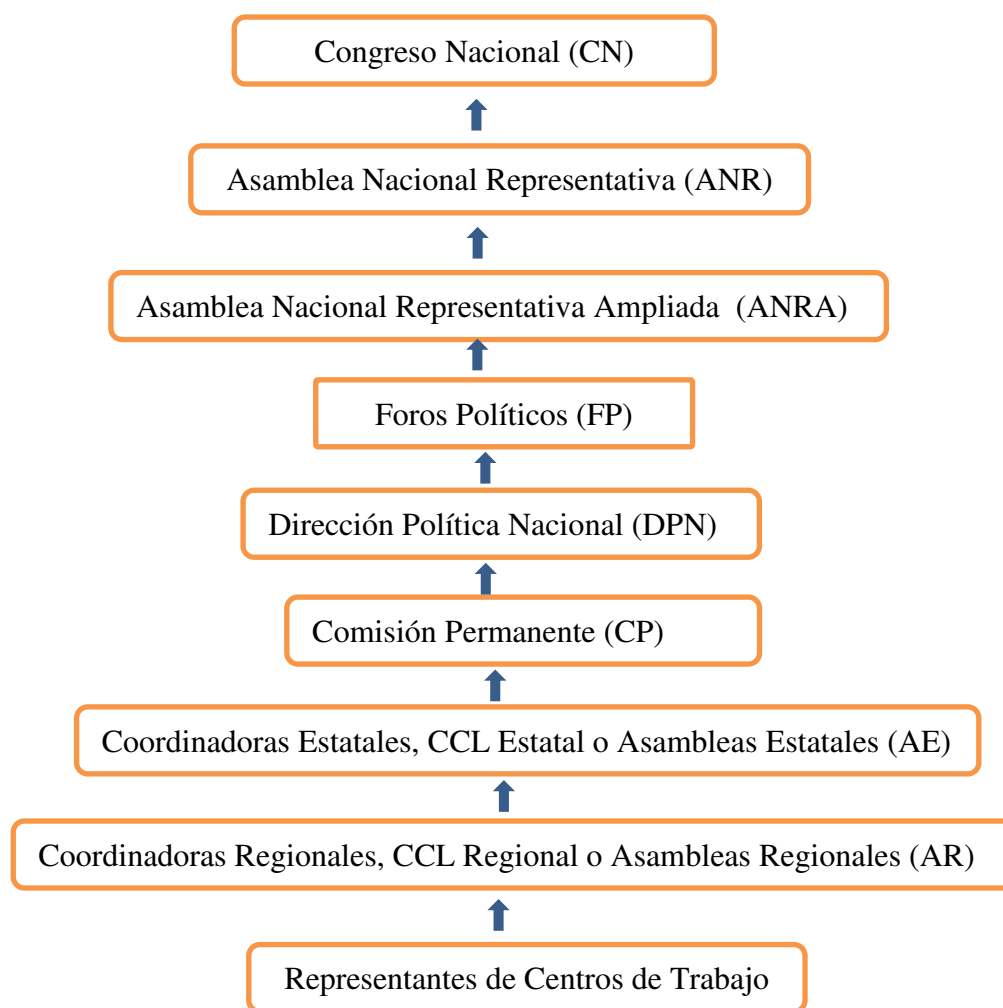 Congreso Nacional (CN)
Asamblea Nacional Representativa (ANR)
Asamblea Nacional Representativa Ampliada (ANRA)
Foros Políticos (FP)
Dirección Política Nacional (DPN)
Comisión Permanente (CP)
Coordinadoras Estatales, CCL Estatal o Asambleas Estatales (AE)
Coordinadoras Regionales, CCL Regional o Asambleas Regionales (AR)
Representantes de Centros de Trabajo